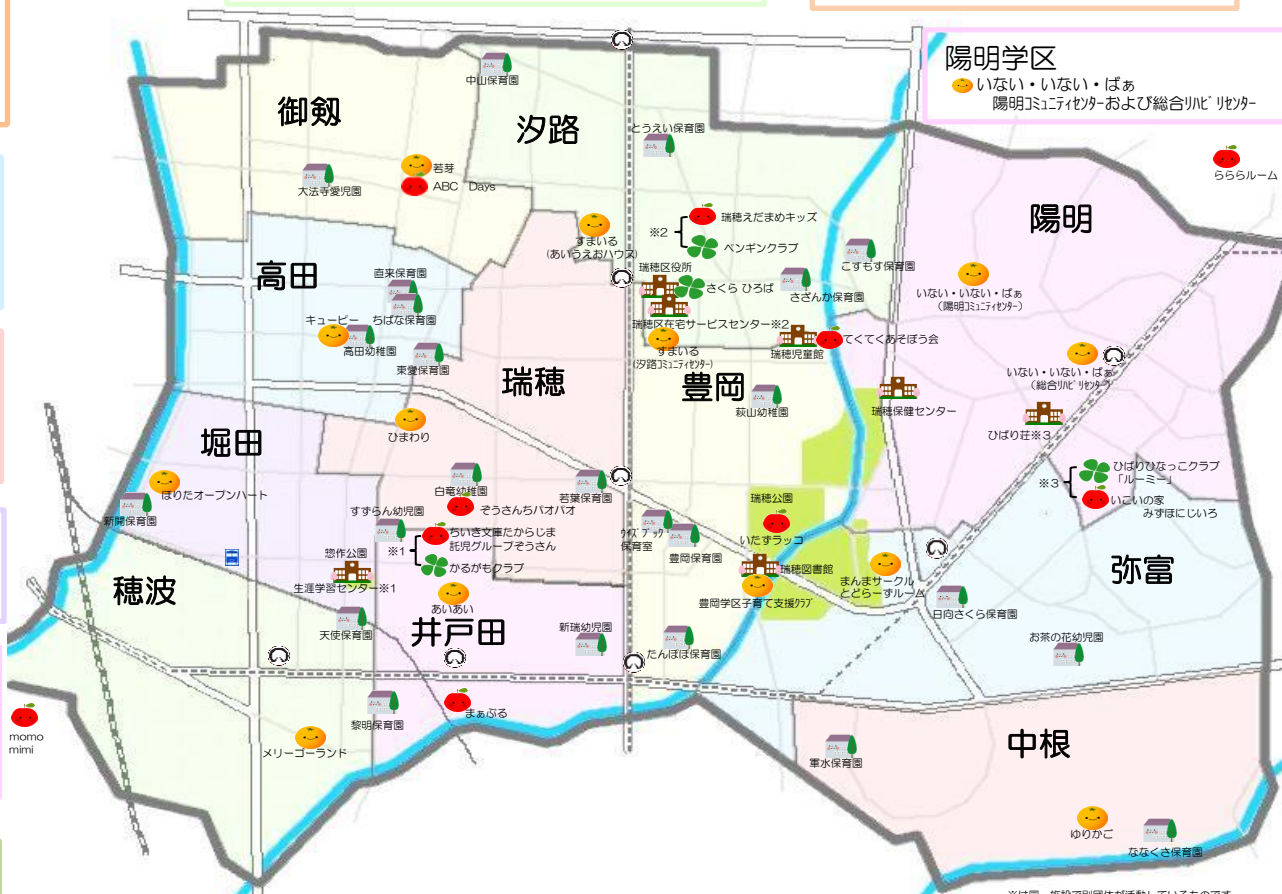 陽明学区
いない・いない・ばぁ
陽明ｺﾐｭﾆﾃｨｾﾝﾀｰおよび総合ﾘﾊﾋﾞﾘｾﾝﾀｰ
中山保育園
御剱
汐路
とうえい保育園
若芽
ABC Days
大法寺愛児園
らららルーム
陽明
瑞穂えだまめキッズ
※2
ペンギンクラブ
すまいる
(あいうえおハウス)
こすもす保育園
高田
直来保育園
ちばな保育園
瑞穂区役所
さくら ひろば
さざんか保育園
いない・いない・ばぁ
(陽明ｺﾐｭﾆﾃｨｾﾝﾀｰ)
キューピー
高田幼稚園
東愛保育園
瑞穂区在宅サービスセンター※2
すまいる
(汐路ｺﾐｭﾆﾃｨｾﾝﾀｰ)
瑞穂児童館
てくてくあそぼう会
いない・いない・ばぁ
(総合ﾘﾊﾋﾞﾘｾﾝﾀｰ)
瑞穂
豊岡
萩山幼稚園
瑞穂保健センター
ひばり荘※3
ひまわり
堀田
ひばりひなっこクラブ
「ルーミー」
※3
いこいの家
みずほにじいろ
ほりたオープンハート
新開保育園
白竜幼稚園
ぞうさんちパオパオ
若葉保育園
瑞穂公園
いたずラッコ
すずらん幼児園
※1
ちいき文庫たからじま
託児グループぞうさん
かるがもクラブ
保育室
豊岡保育園
瑞穂図書館
まんまサークル
ととらーずルーム
弥富
惣作公園
生涯学習センター※1
穂波
あいあい
豊岡学区子育て支援ｸﾗﾌﾞ
日向さくら保育園
天使保育園
井戸田
新瑞幼児園
たんぽぽ保育園
お茶の花幼児園
黎明保育園
まぁぶる
momo
mimi
メリーゴーランド
中根
軍水保育園
ゆりかご
ななくさ保育園